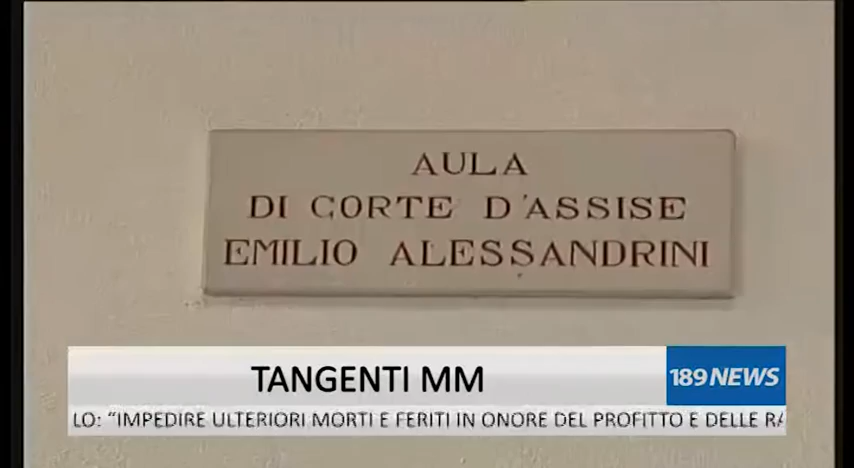 AULA
DI CORTE D'ASSISE
EMILIO ALESSANDRINI
TANGENTI MM
189NEWS
LO: “IMPEDIRE ULTERIORI MORTI E FERITI IN ONORE DEL PROFITTO E DELLE